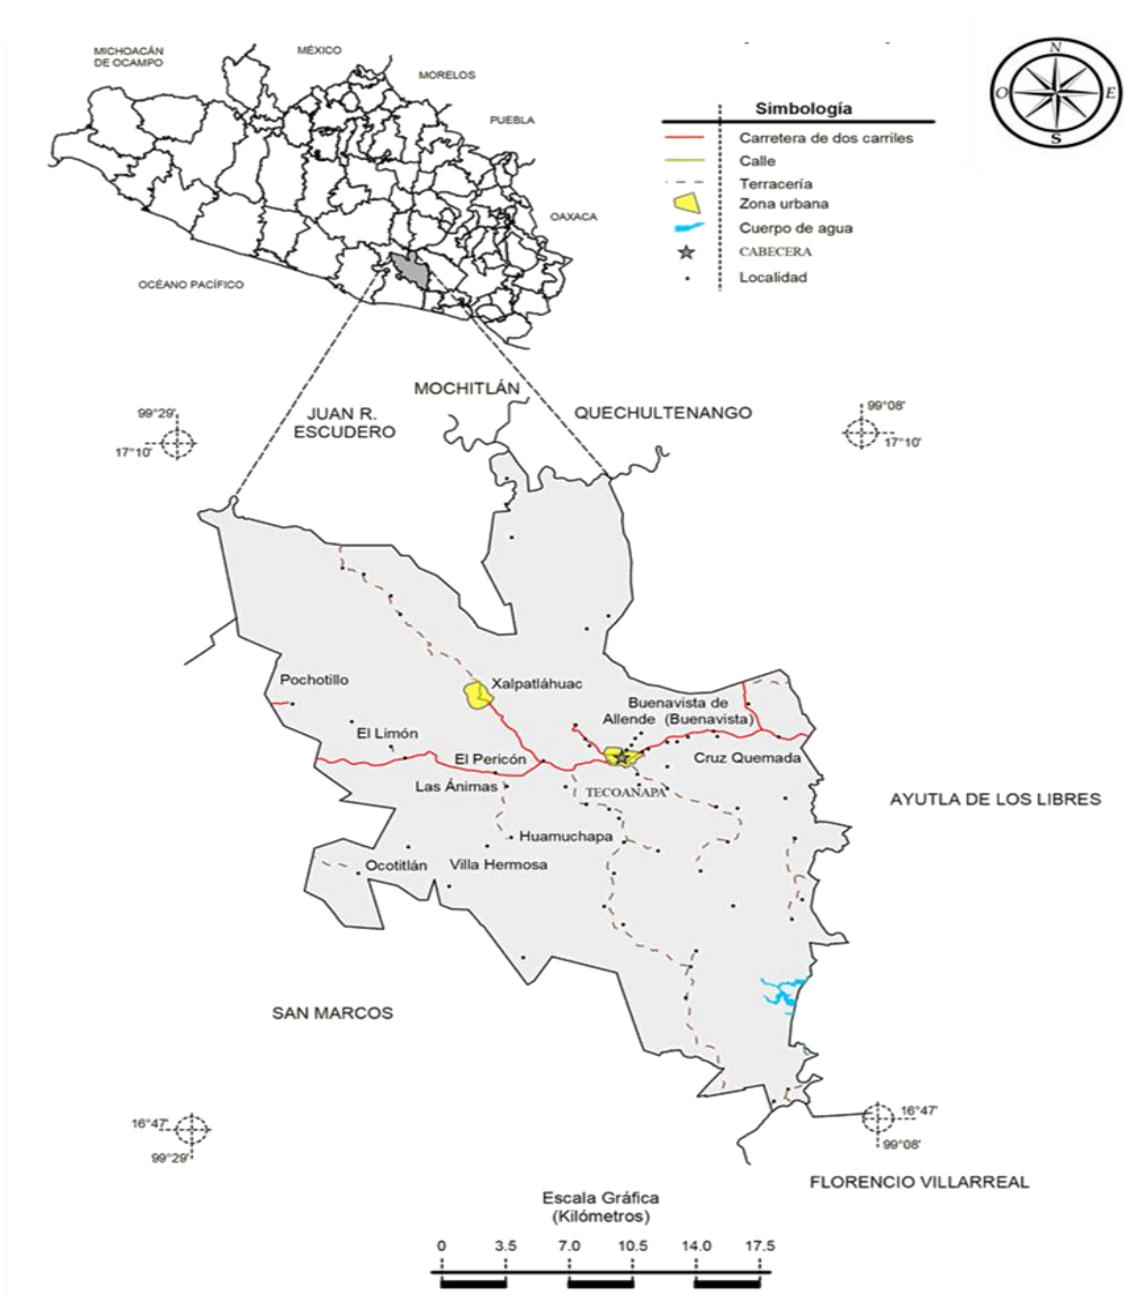 MICHOACÁN
DE OCAMPO
MÉXICO
MORELOS
PUEBLA
OAXACA
OCÉANO PACÍFICO
N
O
E
S
Simbología
Carretera de dos carriles
Calle
Terracería
Zona urbana
Cuerpo de agua
CABECERA
Localidad
MOCHITLÁN
JUAN R.
ESCUDERO
QUECHULTENANGO
99°29'
17°10'
99°08'
17°10'
Pochotillo
Xalpatláhuac
Buenavista de
Allende (Buenavista)
El Limón
El Pericón
Cruz Quemada
Las Ánimas
TECOANAPA
AYUTLA DE LOS LIBRES
Huamuchapa
Ocotitlán
Villa Hermosa
SAN MARCOS
16°47'
99°29'
16°47'
99°08'
FLORENCIO VILLARREAL
Escala Gráfica
(Kilómetros)
0 3.5 7.0 10.5 14.0 17.5